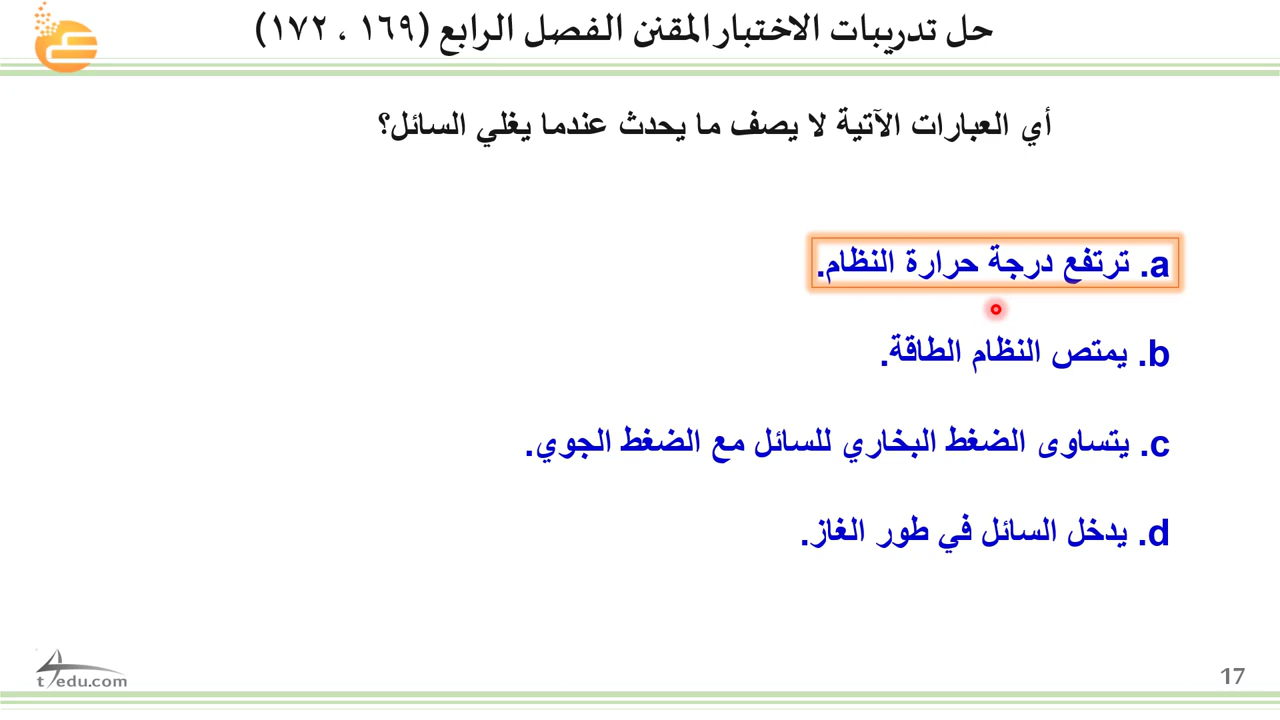 حل تدريبات الاختبار المقنن الفصل الرابع (١٦٩ ، ١٧٢)
أي العبارات الآتية لا يصف ما يحدث عندما يغلي السائل؟
a. ترتفع درجة حرارة النظام.
b. يمتص النظام الطاقة.
c. يتساوى الضغط البخاري للسائل مع الضغط الجوي.
d. يدخل السائل في طور الغاز.
t4edu.com
17